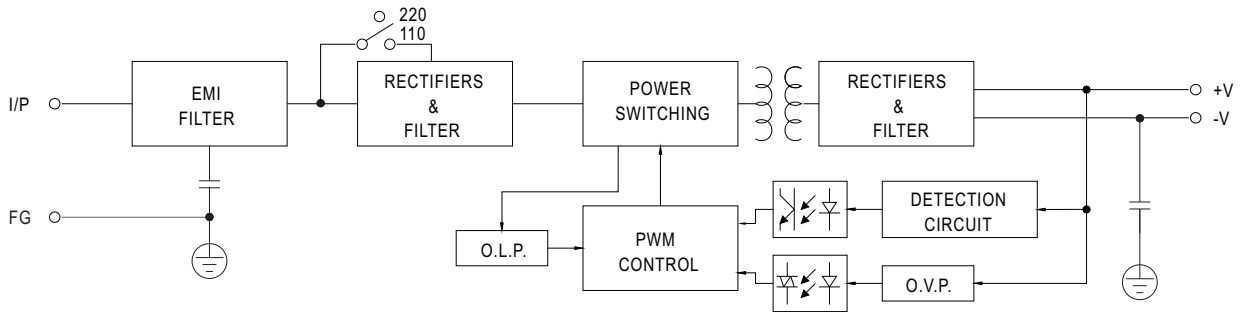 220
110
I/P
EMI
FILTER
RECTIFIERS
&
FILTER
POWER
SWITCHING
RECTIFIERS
&
FILTER
+V
-V
FG
O.L.P.
PWM
CONTROL
DETECTION
CIRCUIT
O.V.P.